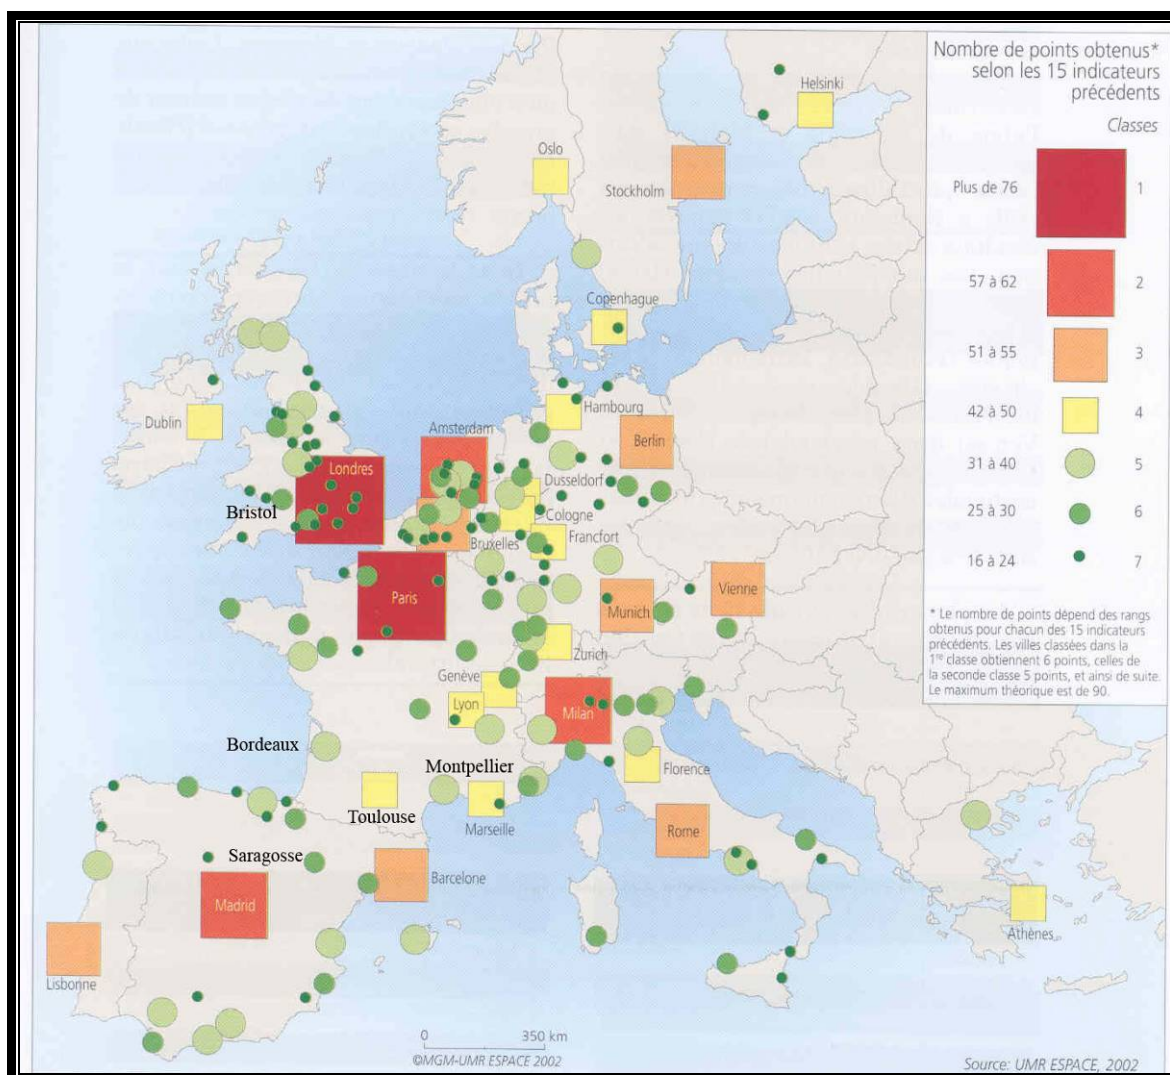 Nombre de points obtenus*
selon les 15 indicateurs
précédents
Classes
Plus de 76
1
57 à 62
2
51 à 55
3
42 à 50
4
31 à 40
5
25 à 30
6
16 à 24
7
* Le nombre de points dépend des rangs
obtenus pour chacun des 15 indicateurs
précédents. Les villes classées dans la
1re classe obtiennent 6 points, celles de
la seconde classe 5 points, et ainsi de suite.
Le maximum théorique est de 90.
Helsinki
Oslo
Stockholm
Copenhague
Dublin
Hambourg
Amsterdam
Berlin
Londres
Dusseldorf
Bristol
Cologne
Bruxelles
Francfort
Paris
Munich
Vienne
Zurich
Genève
Lyon
Milan
Bordeaux
Montpellier
Florence
Toulouse
Marseille
Rome
Saragosse
Barcelone
Madrid
Athènes
Lisbonne
0 350 km
©MGM-UMR ESPACE 2002
Source: UMR ESPACE, 2002